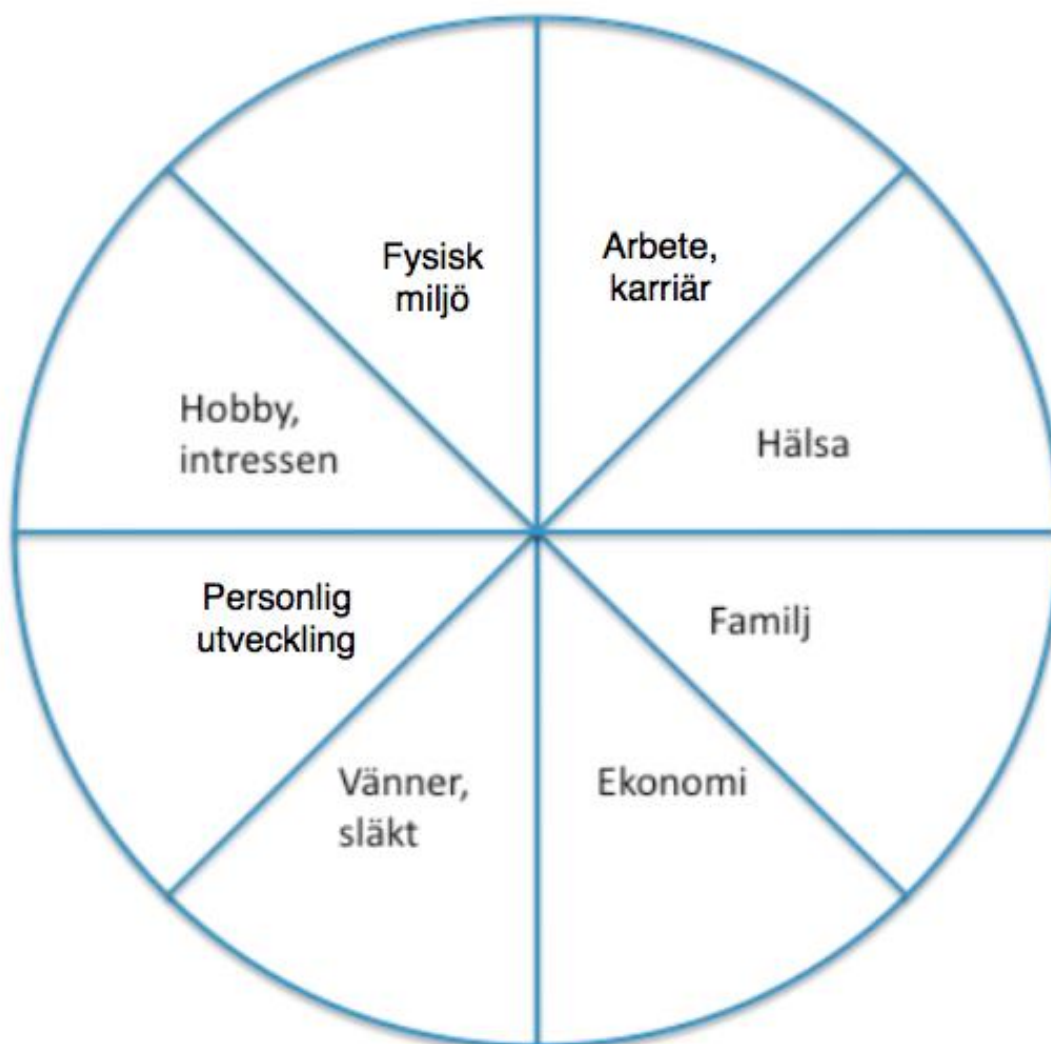 Fysisk
miljö
Arbete,
karriär
Hobby,
intressen
Hälsa
Personlig
utveckling
Familj
Vänner,
släkt
Ekonomi